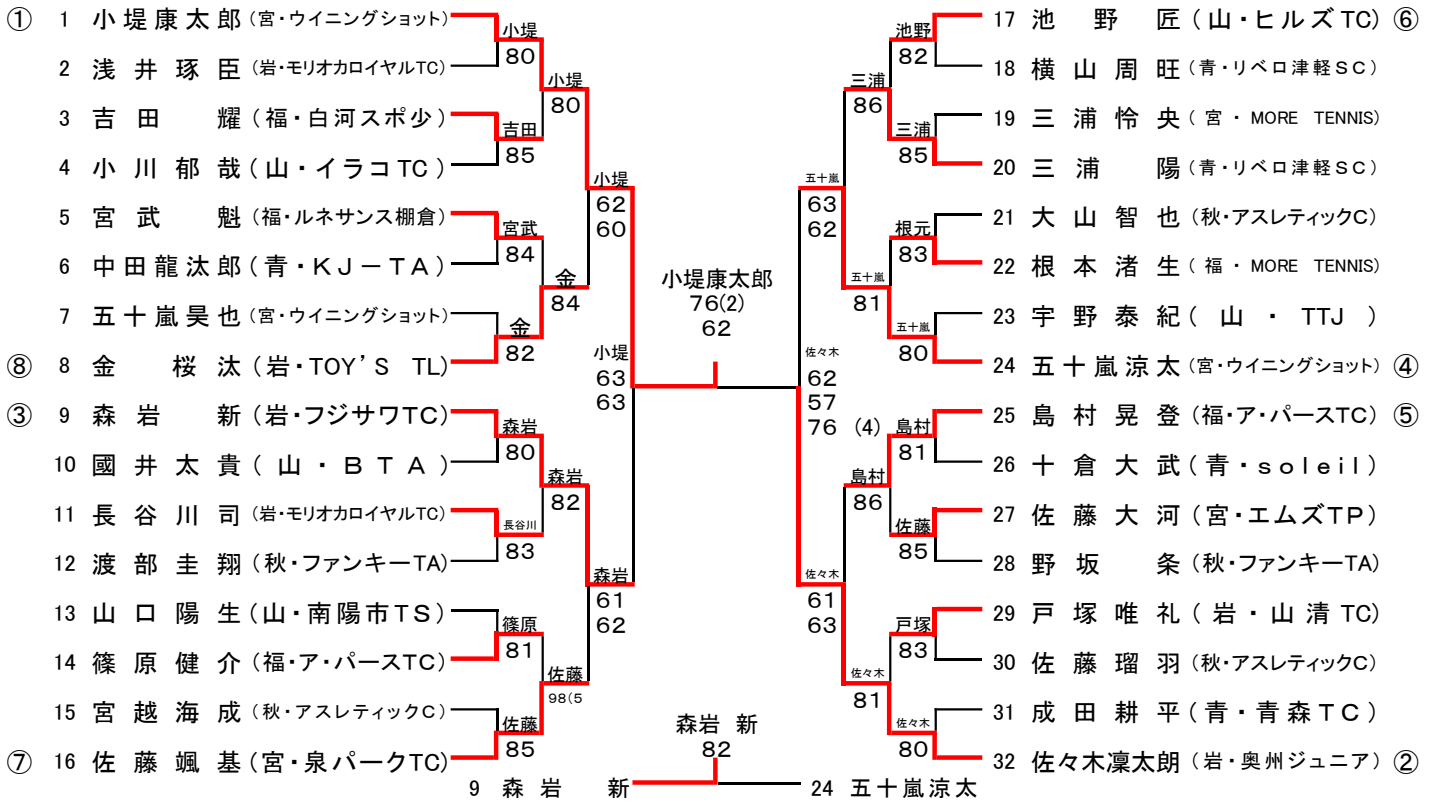 ① 1 小堤康太郎 (宮・ウイニングショット)
2 浅井琢臣 (岩・モリオカロイヤルTC)
3 吉田耀 (福・白河スポ少)
4 小川郁哉 (山・イラコTC)
5 宮武魁 (福・ルネサンス棚倉)
6 中田龍汰郎 (青・KJ－TA)
7 五十嵐昊也 (宮・ウイニングショット)
⑧ 8 金桜汰 (岩・TOY'S TL)
③ 9 森岩新 (岩・フジサワTC)
10 國井太貴 (山・BTA)
11 長谷川司 (岩・モリオカロイヤルTC)
12 渡部圭翔 (秋・ファンキーTA)
13 山口陽生 (山・南陽市TS)
14 篠原健介 (福・ア・パースTC)
15 宮越海成 (秋・アスレティックC)
⑦ 16 佐藤颯基 (宮・泉パークTC)
小堤
80
吉田
85
宮武
84
金
82
森岩
80
長谷川
83
篠原
81
佐藤
85
小堤
80
金
84
森岩
82
佐藤
98(5
小堤
62
60
森岩
61
62
小堤
63
63
小堤康太郎
76(2)
62
佐々木
62
57
76 (4)
五十嵐
63
62
佐々木
61
63
三浦
86
五十嵐
81
島村
86
佐々木
81
池野
82
三浦
85
根元
83
五十嵐
80
島村
81
佐藤
85
戸塚
83
佐々木
80
17 池野匠 (山・ヒルズTC) ⑥
18 横山周旺 (青・リベロ津軽SC)
19 三浦怜央 (宮・MORE TENNIS)
20 三浦陽 (青・リベロ津軽SC)
21 大山智也 (秋・アスレティックC)
22 根本渚生 (福・MORE TENNIS)
23 宇野泰紀 (山・TTJ)
24 五十嵐涼太 (宮・ウイニングショット) ④
25 島村晃登 (福・ア・パースTC) ⑤
26 十倉大武 (青・soleil)
27 佐藤大河 (宮・エムズTP)
28 野坂条 (秋・ファンキーTA)
29 戸塚唯礼 (岩・山清TC)
30 佐藤瑠羽 (秋・アスレティックC)
31 成田耕平 (青・青森TC)
32 佐々木凜太朗 (岩・奥州ジュニア) ②
森岩 新
82
9 森岩新
24 五十嵐涼太